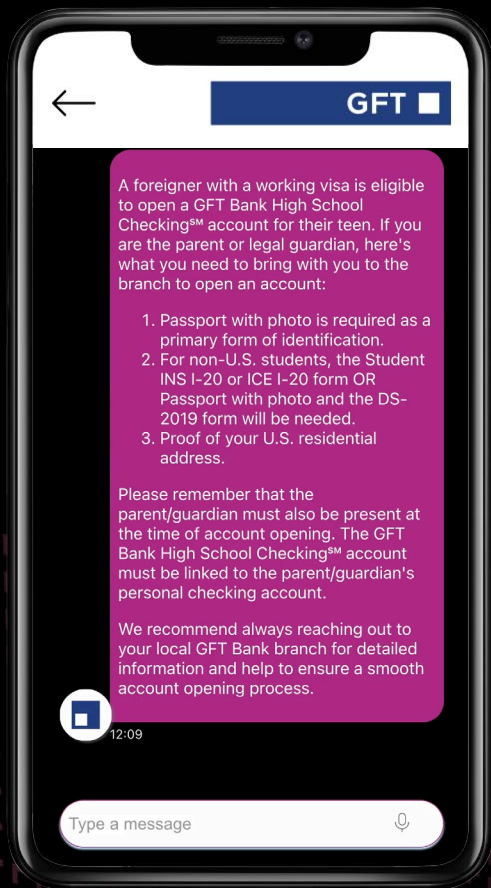 GFT
A foreigner with a working visa is eligible
to open a GFT Bank High School
Checking℠ account for their teen. If you
are the parent or legal guardian, here's
what you need to bring with you to the
branch to open an account:
1. Passport with photo is required as a
primary form of identification.
2. For non-U.S. students, the Student
INS I-20 or ICE I-20 form OR
Passport with photo and the DS-
2019 form will be needed.
3. Proof of your U.S. residential
address.
Please remember that the
parent/guardian must also be present at
the time of account opening. The GFT
Bank High School Checking℠ account
must be linked to the parent/guardian's
personal checking account.
We recommend always reaching out to
your local GFT Bank branch for detailed
information and help to ensure a smooth
account opening process.
12:09
Type a message